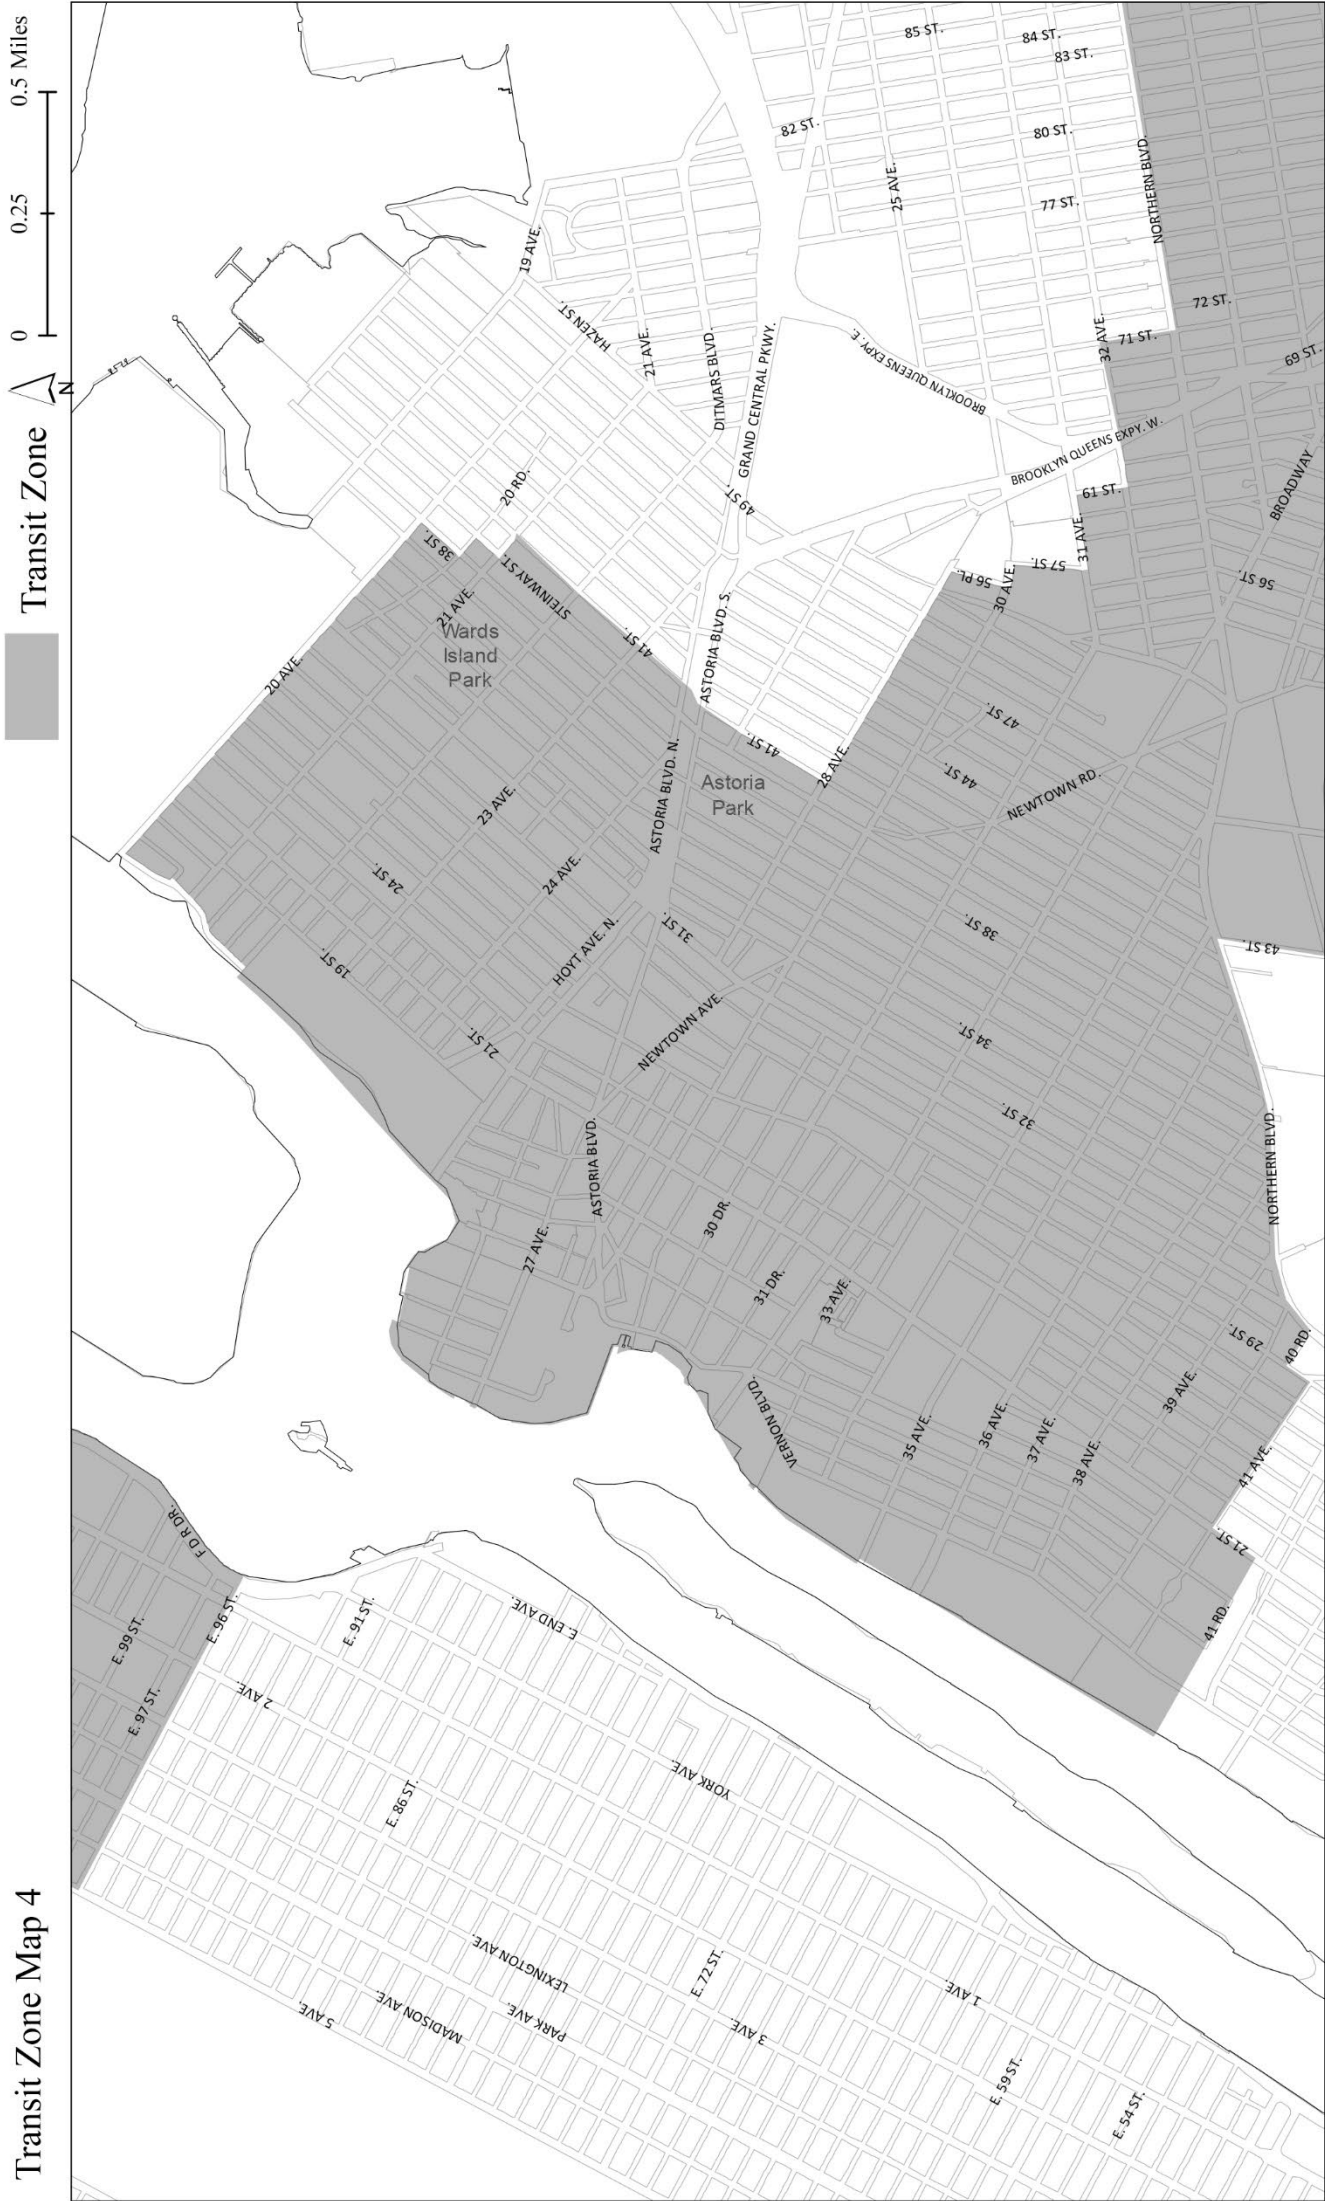 Transit Zone Map 4
Transit Zone
N
0
0.25
0.5 Miles
E. 99 ST.
E. 97 ST.
F D R DR.
E. 96 ST.
E. 91 ST.
2 AVE.
E. 86 ST.
E. END AVE.
YORK AVE.
5 AVE.
MADISON AVE.
LEXINGTON AVE.
PARK AVE.
E. 72 ST.
3 AVE.
1 AVE.
E. 59 ST.
E. 54 ST.
20 AVE.
38 ST.
21 AVE.
Wards
Island
Park
STEINWAY ST.
20 RD.
41 ST.
19 AVE.
HAZEN ST.
21 AVE.
DITMARS BLVD.
GRAND CENTRAL PKWY.
49 ST.
24 ST.
23 AVE.
24 AVE.
19 ST.
21 ST.
HOYT AVE. N.
ASTORIA BLVD. N.
ASTORIA BLVD. S.
Astoria
Park
31 ST.
NEWTOWN AVE.
41 ST.
28 AVE.
ASTORIA BLVD.
27 AVE.
30 DR.
31 DR.
33 AVE.
VERNON BLVD.
35 AVE.
36 AVE.
37 AVE.
38 AVE.
39 AVE.
29 ST.
40 RD.
41 AVE.
21 ST.
41 RD.
NORTHERN BLVD.
32 ST.
34 ST.
38 ST.
43 ST.
NEWTOWN RD.
44 ST.
47 ST.
30 AVE.
56 PL.
57 ST.
31 AVE.
61 ST.
56 ST.
BROADWAY
69 ST.
BROOKLYN QUEENS EXPY. W.
BROOKLYN QUEENS EXPY. E.
32 AVE.
71 ST.
72 ST.
NORTHERN BLVD.
25 AVE.
77 ST.
80 ST.
82 ST.
83 ST.
84 ST.
85 ST.